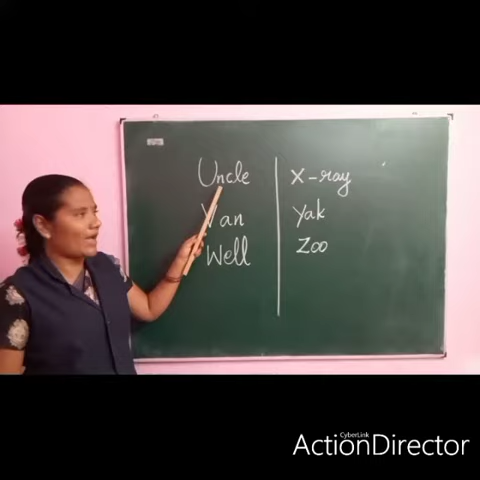 Uncle
Van
Well
X-ray
Yak
Zoo
CyberLink
ActionDirector